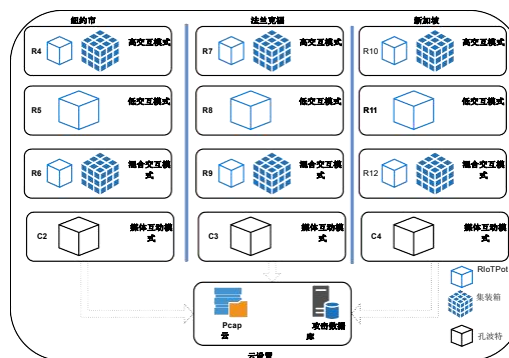 纽约市
法兰克福
新加坡
R4
高交互模式
R7
高交互模式
R10
高交互模式
R5
低交互模式
R8
低交互模式
R11
低交互模式
R6
混合交互模
式
R9
混合交互模
式
R12
混合交互模
式
C2
媒体互动模
式
C3
媒体互动模
式
C4
媒体互动模
式
RIoTPot
集装箱
孔波特
Pcap
云
攻击数据
库
云设置